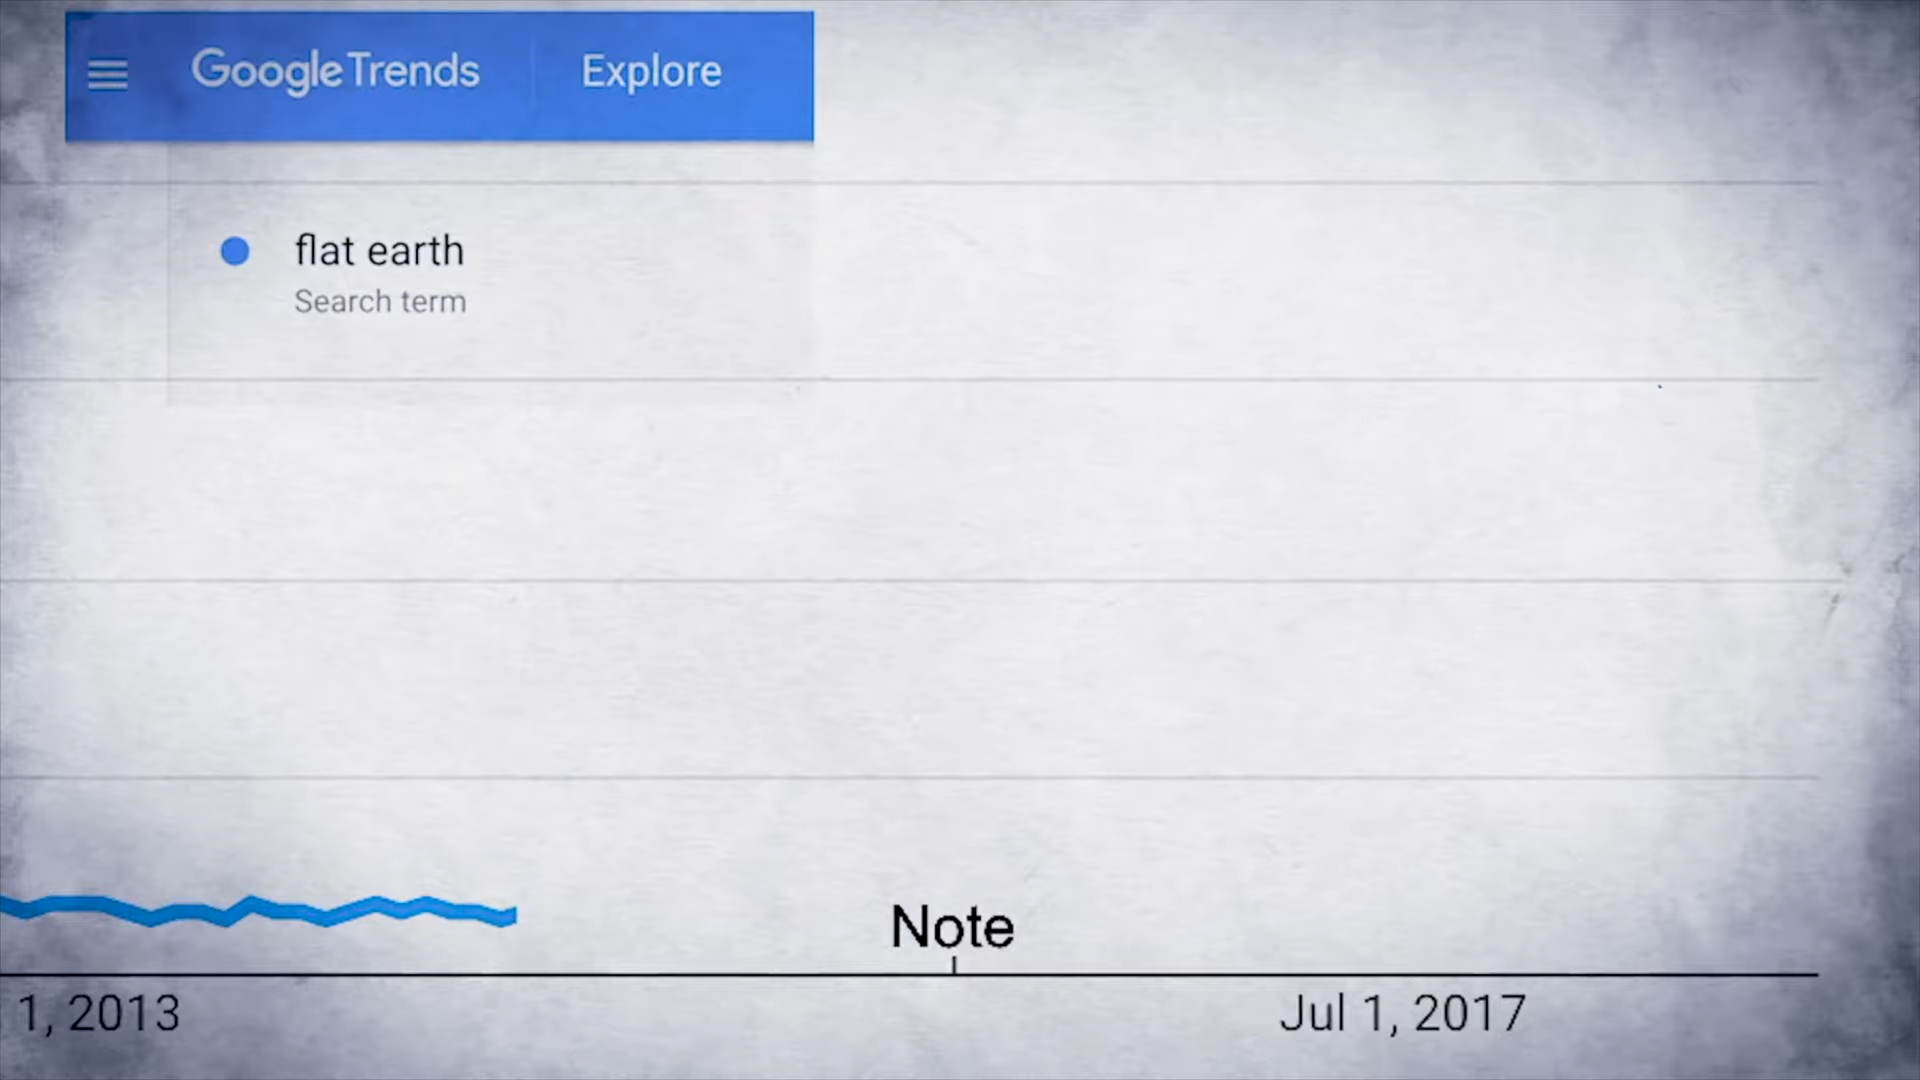 Google Trends Explore
flat earth
Search term
Note
1, 2013 Jul 1, 2017